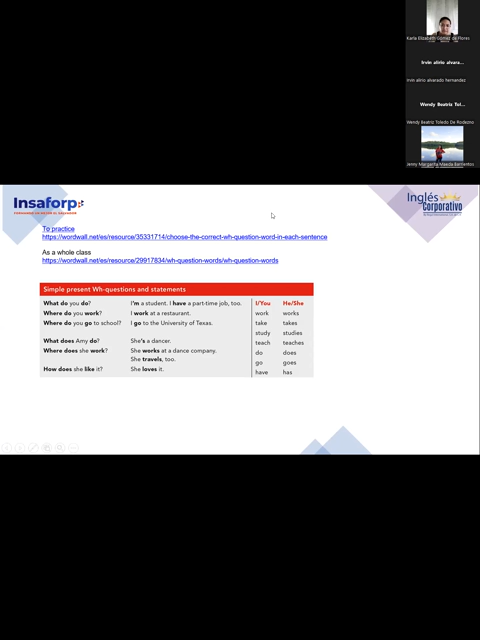 Karla Elizabeth Gomez de Flores
Irvin alirio alvara...
Irvin alirio alvarado hernandez
Wendy Beatriz Tol...
Wendy Beatriz Toledo De Rodezno
Jenny Margarita Maeda Barrientos
Insaforp
Inglés
Corporativo
To practice
https://wordwall.net/es/resource/35331714/choose-the-correct-wh-question-word-in-each-sentence
As a whole class
https://wordwall.net/es/resource/29917834/wh-question-words/wh-question-words
Simple present Wh-questions and statements
What do you do? I'm a student. I have a part-time job, too. I/You He/She
Where do you work? I work at a restaurant. work works
Where do you go to school? I go to the University of Texas. take takes
study studies
What does Amy do? She's a dancer. teach teaches
Where does she work? She works at a dance company. do does
She travels, too. go goes
How does she like it? She loves it. have has